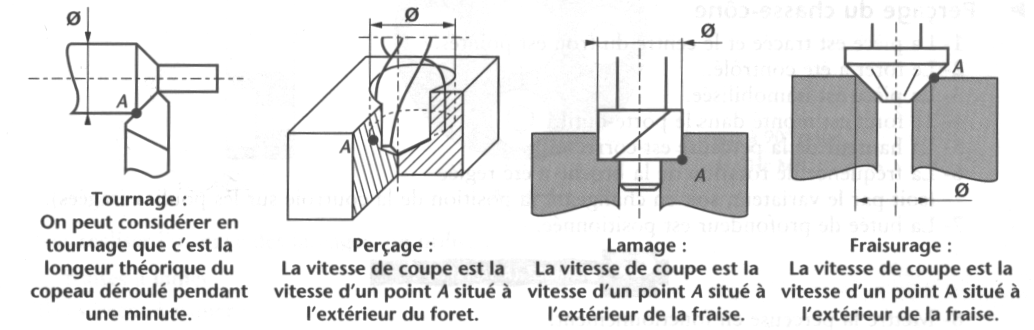 Ø
A
Tournage :
On peut considérer en
tournage que c'est la
longeur théorique du
copeau déroulé pendant
une minute.
Ø
A
Perçage :
La vitesse de coupe est la
vitesse d'un point A situé à
l'extérieur du foret.
Ø
A
Lamage :
La vitesse de coupe est la
vitesse d'un point A situé à
l'extérieur de la fraise.
A
Ø
Fraisurage :
La vitesse de coupe est la
vitesse d'un point A situé à
l'extérieur de la fraise.